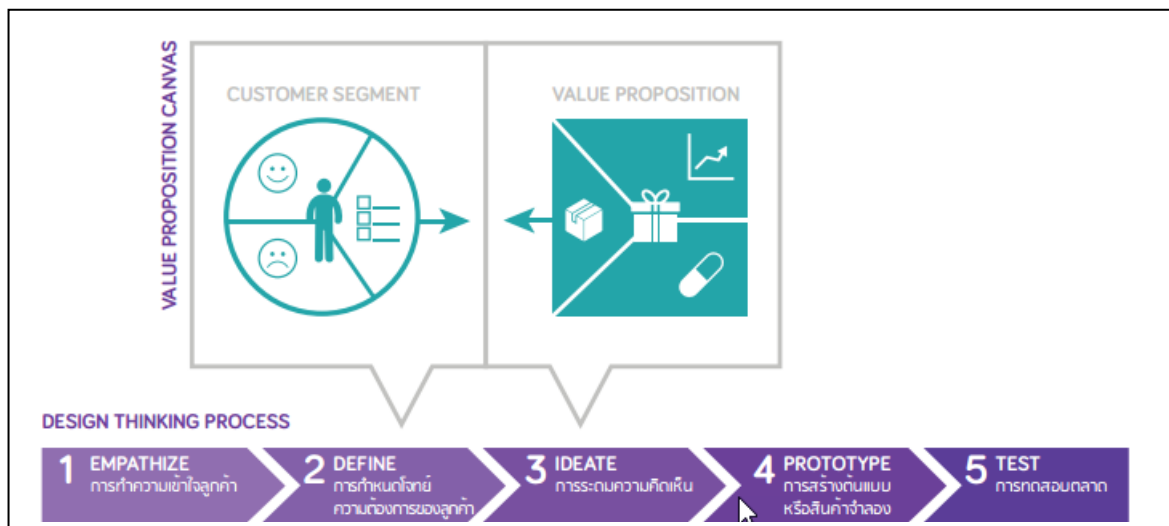 VALUE PROPOSITION CANVAS
CUSTOMER SEGMENT
VALUE PROPOSITION
DESIGN THINKING PROCESS
1 EMPATHIZE
การทำความเข้าใจลูกค้า
2 DEFINE
การกำหนดโจทย์
ความต้องการของลูกค้า
3 IDEATE
การระดมความคิดเห็น
4 PROTOTYPE
การสร้างต้นแบบ
หรือสินค้าจำลอง
5 TEST
การทดสอบตลาด